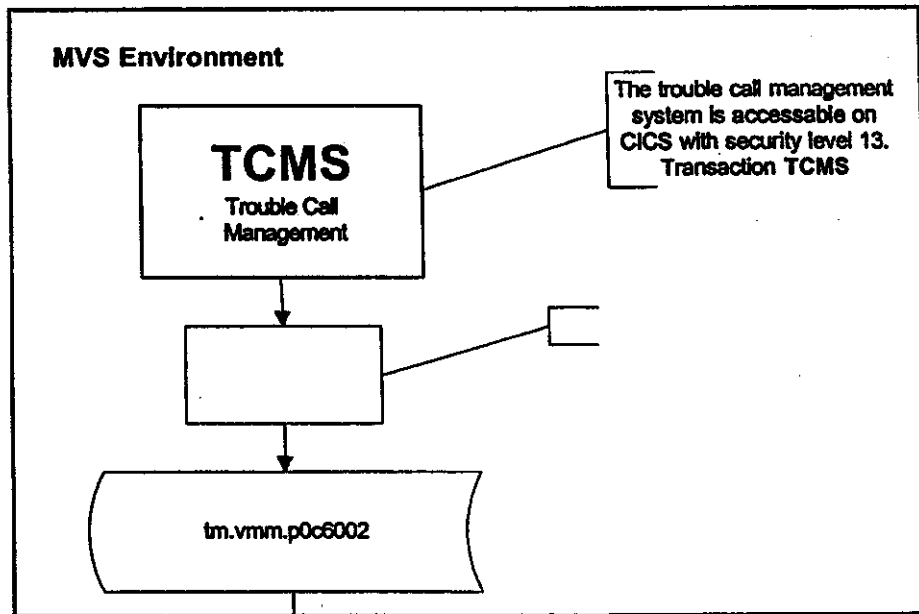 MVS Environment
TCMS
Trouble Call
Management
The trouble call management
system is accessable on
CICS with security level 13.
Transaction TCMS
tm.vmm.p0c6002